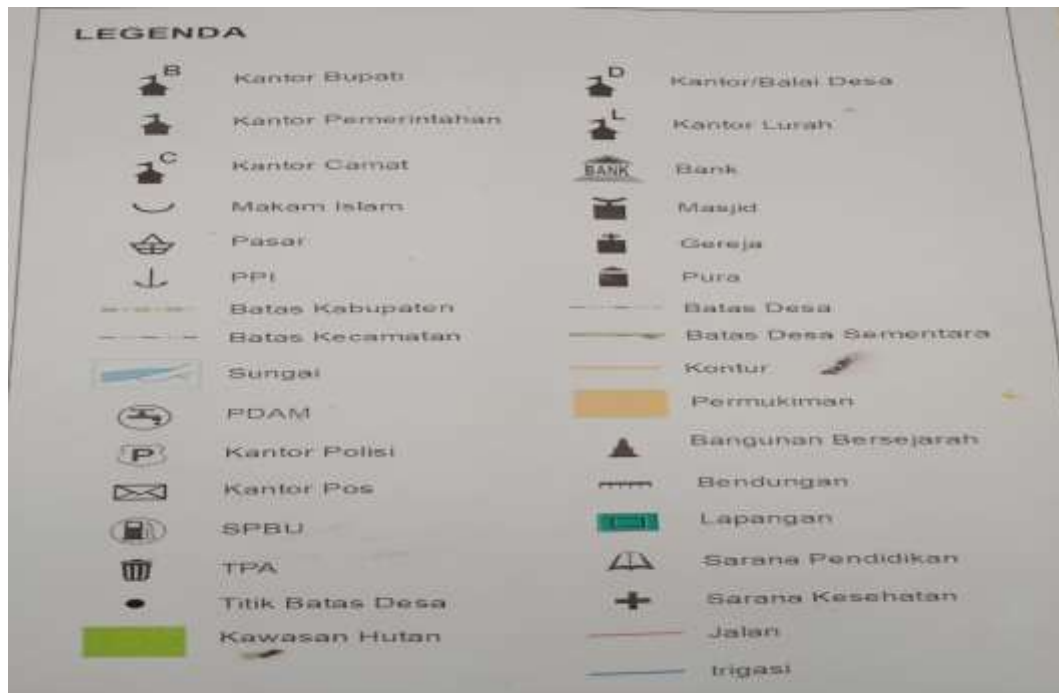 LEGENDA
B Kantor Bupati
Kantor Pemerintahan
C Kantor Camat
Makam Islam
Pasar
PPI
Batas Kabupaten
Batas Kecamatan
Sungai
PDAM
P Kantor Polisi
Kantor Pos
SPBU
TPA
Titik Batas Desa
Kawasan Hutan
D Kantor/Balai Desa
L Kantor Lurah
BANK Bank
Masjid
Gereja
Pura
Batas Desa
Batas Desa Sementara
Kontur
Permukiman
Bangunan Bersejarah
Bendungan
Lapangan
Sarana Pendidikan
Sarana Kesehatan
Jalan
Irigasi